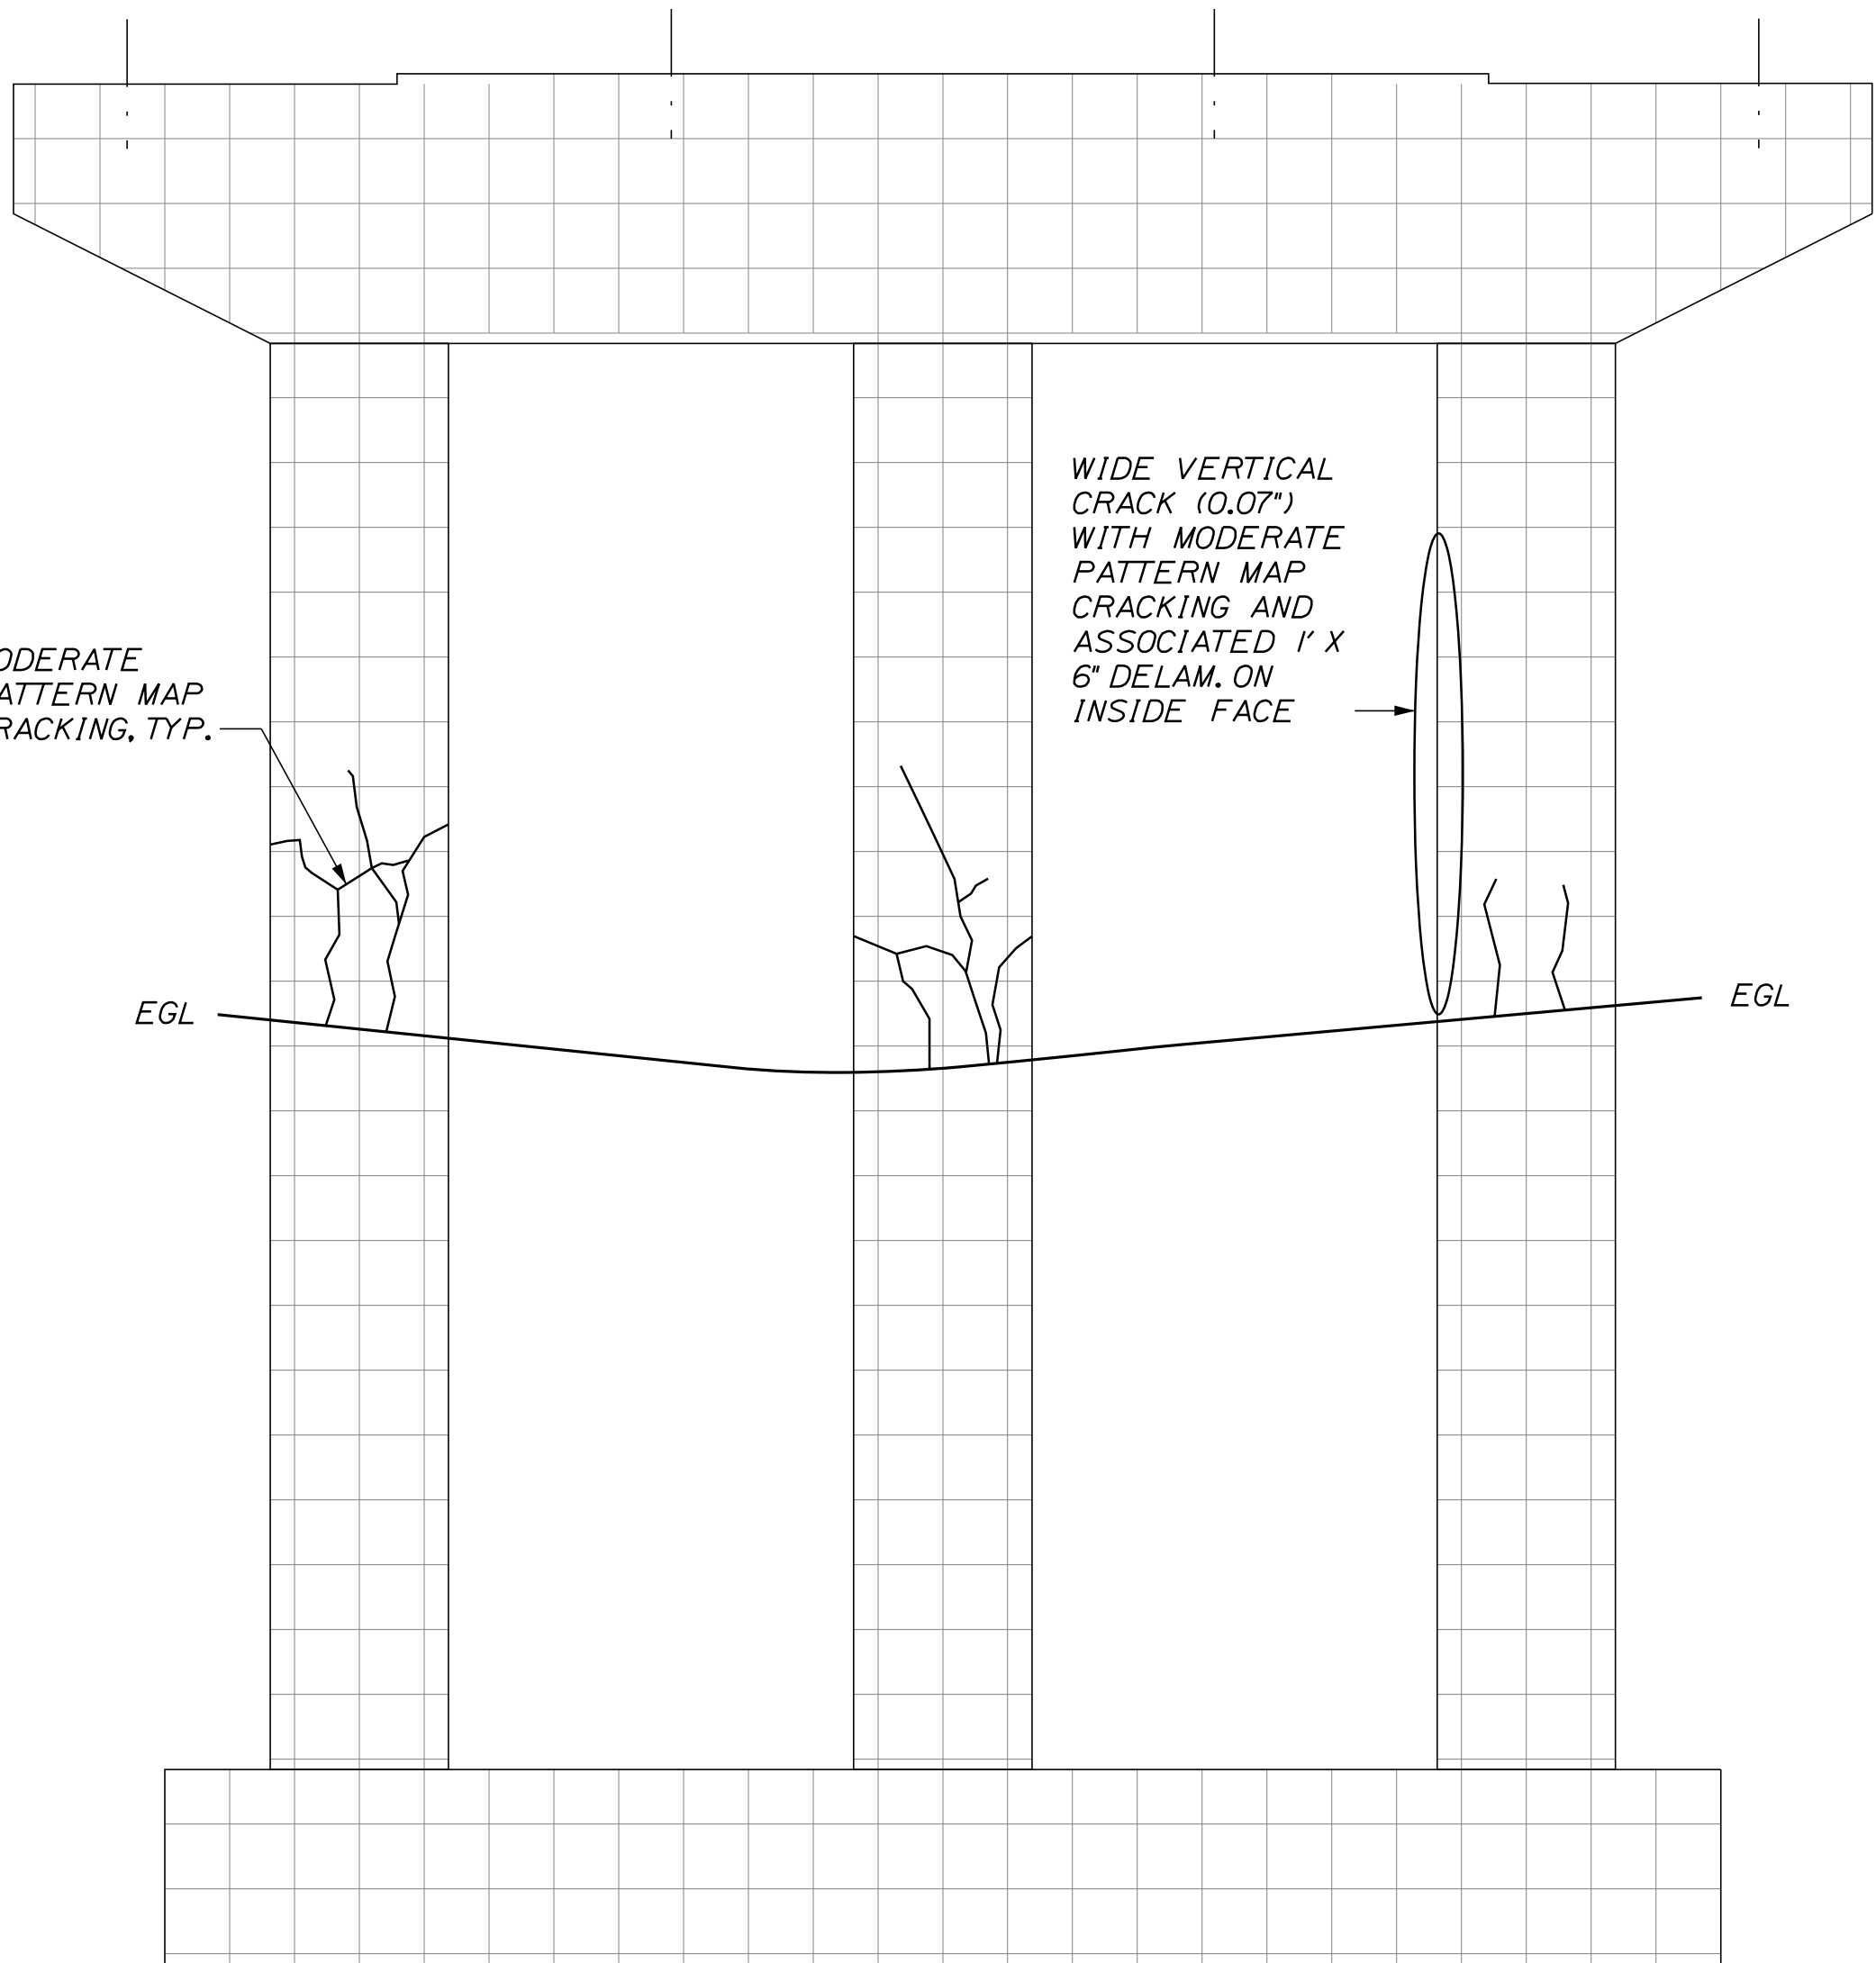 WIDE VERTICAL
CRACK (0.07")
WITH MODERATE
PATTERN MAP
CRACKING AND
ASSOCIATED 1' X
6" DELAM. ON
INSIDE FACE
ODERATE
ATTERN MAP
RACKING, TYP.
EGL
EGL